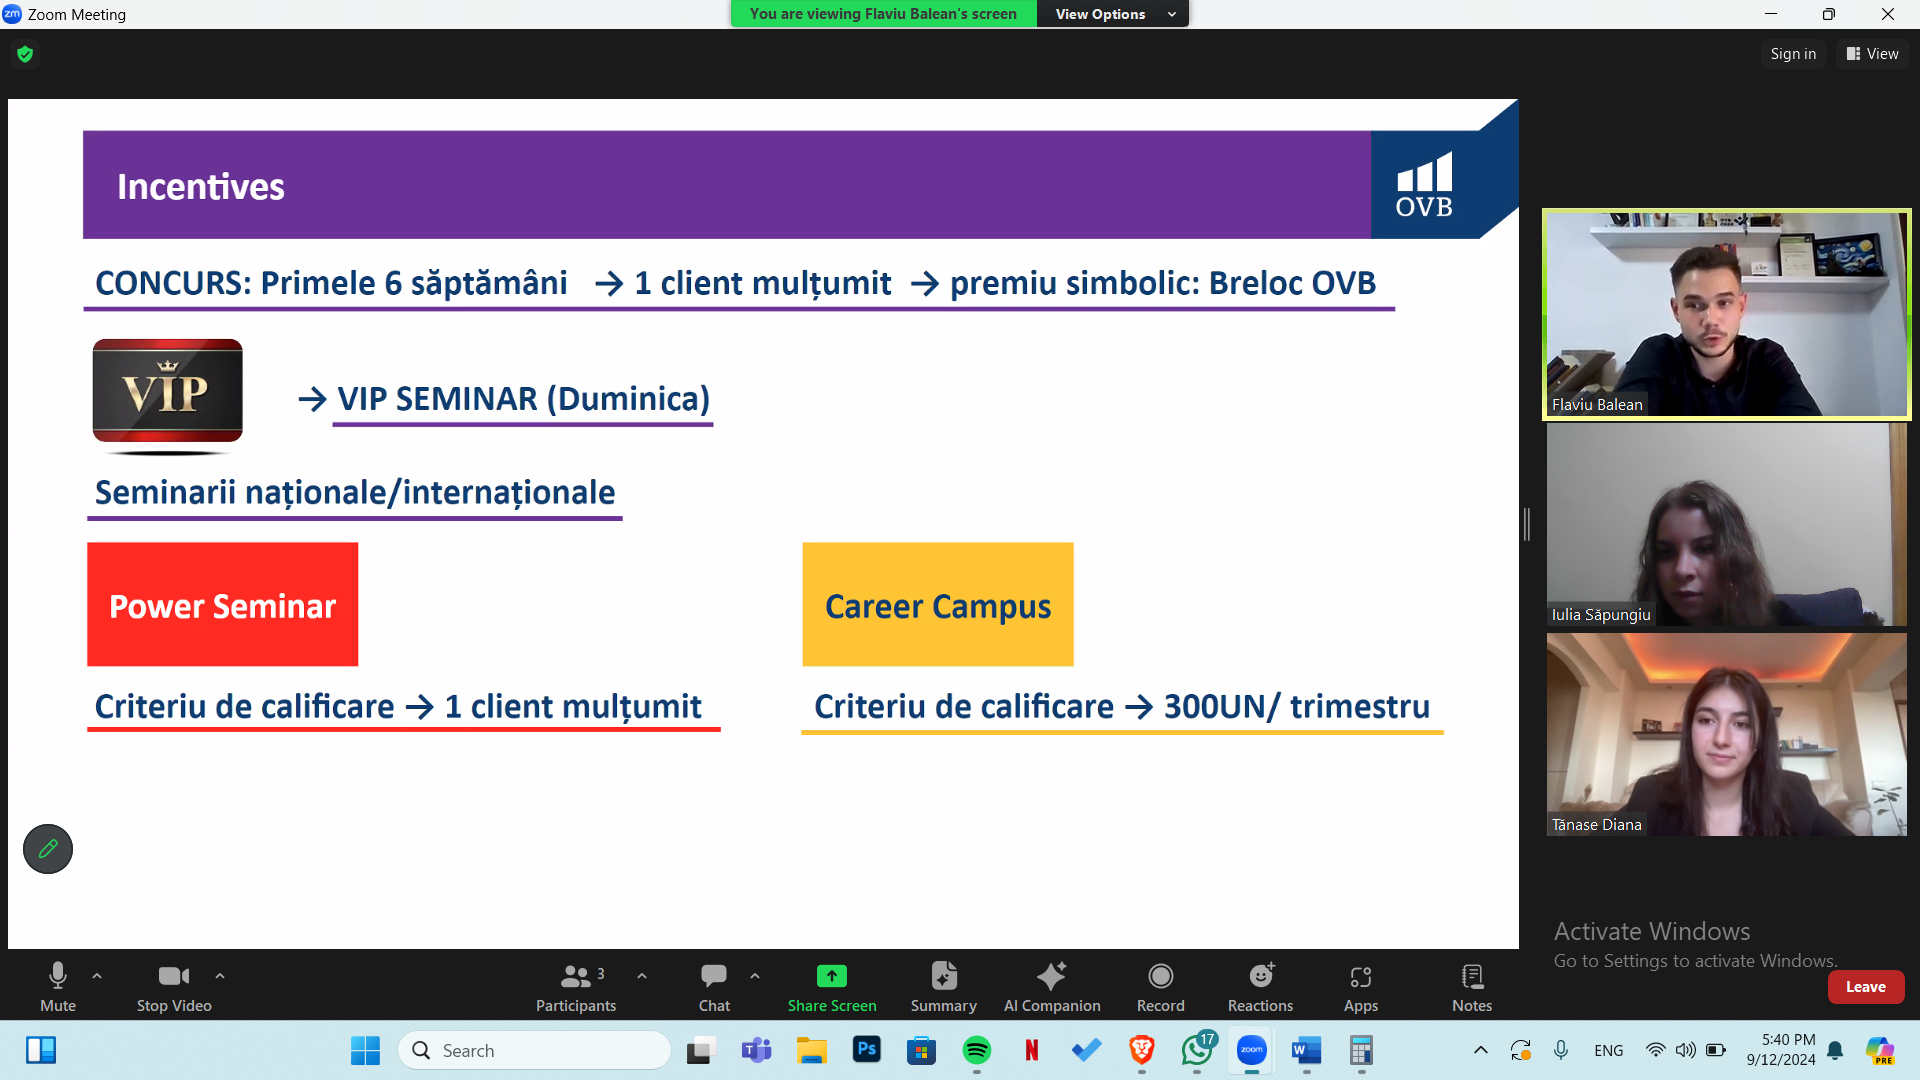 Zoom Meeting
You are viewing Flaviu Balean's screen
View Options
Sign in
View
Incentives
OVB
CONCURS: Primele 6 săptămâni → 1 client mulțumit → premiu simbolic: Breloc OVB
VIP
→ VIP SEMINAR (Duminica)
Seminarii naționale/internaționale
Power Seminar
Career Campus
Criteriu de calificare → 1 client mulțumit
Criteriu de calificare → 300UN/ trimestru
Flaviu Balean
Iulia Săpungiu
Tănase Diana
Activate Windows
Go to Settings to activate Windows.
Mute
Stop Video
Participants
3
Chat
Share Screen
Summary
AI Companion
Record
Reactions
Apps
Notes
Leave
Search
Ps
N
17
zoom
W
ENG
5:40 PM
9/12/2024
PRE